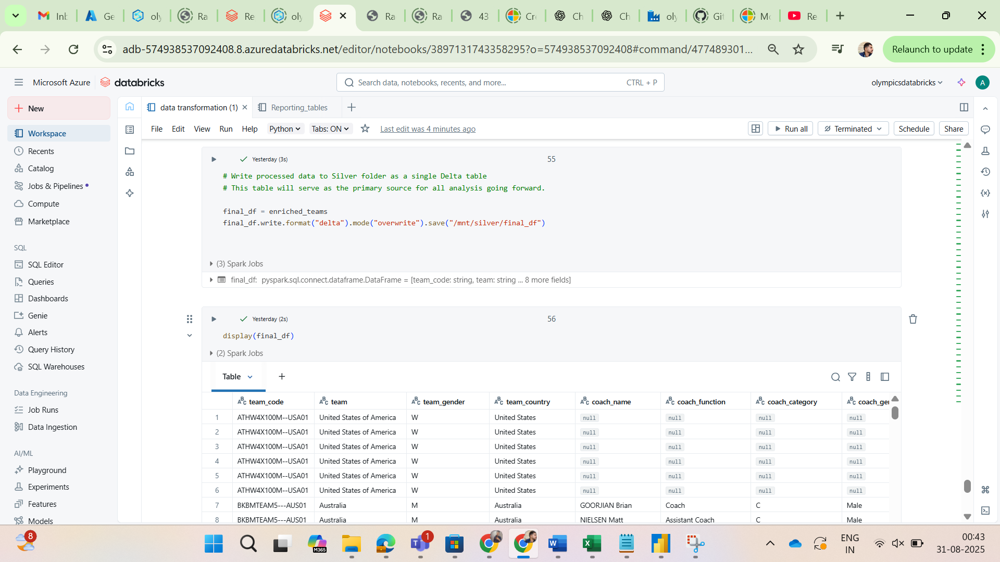 Inb
Ge
oly
Ra
Re
oly
Ra
Ra
43
Cre
Ch
Ch
oly
Git
Mo
Re
adb-574938537092408.8.azuredatabricks.net/editor/notebooks/3897131743358295?o=574938537092408#command/477489301...
Relaunch to update
Microsoft Azure
databricks
Search data, notebooks, recents, and more...
CTRL + P
olympicsdatabricks
A
New
Workspace
Recents
Catalog
Jobs & Pipelines
Compute
Marketplace
SQL
SQL Editor
Queries
Dashboards
Genie
Alerts
Query History
SQL Warehouses
Data Engineering
Job Runs
Data Ingestion
AI/ML
Playground
Experiments
Features
Models
data transformation (1)
Reporting_tables
File Edit View Run Help Python Tabs: ON Last edit was 4 minutes ago
Run all
Terminated
Schedule
Share
Yesterday (3s)
55
# Write processed data to Silver folder as a single Delta table
# This table will serve as the primary source for all analysis going forward.
final_df = enriched_teams
final_df.write.format("delta").mode("overwrite").save("/mnt/silver/final_df")
(3) Spark Jobs
final_df: pyspark.sql.connect.dataframe.DataFrame = [team_code: string, team: string ... 8 more fields]
Yesterday (2s)
56
display(final_df)
(2) Spark Jobs
Table
team_code team team_gender team_country coach_name coach_function coach_category coach_ger
1 ATHW4X100M--USA01 United States of America W United States null null null null
2 ATHW4X100M--USA01 United States of America W United States null null null null
3 ATHW4X100M--USA01 United States of America W United States null null null null
4 ATHW4X100M--USA01 United States of America W United States null null null null
5 ATHW4X100M--USA01 United States of America W United States null null null null
6 ATHW4X100M--USA01 United States of America W United States null null null null
7 BKBMTEAM5---AUS01 Australia M Australia GOORJIAN Brian Coach C Male
8 BKBMTEAM5---AUS01 Australia M Australia NIELSEN Matt Assistant Coach C Male
8
M365
1
ENG
IN
00:43
31-08-2025